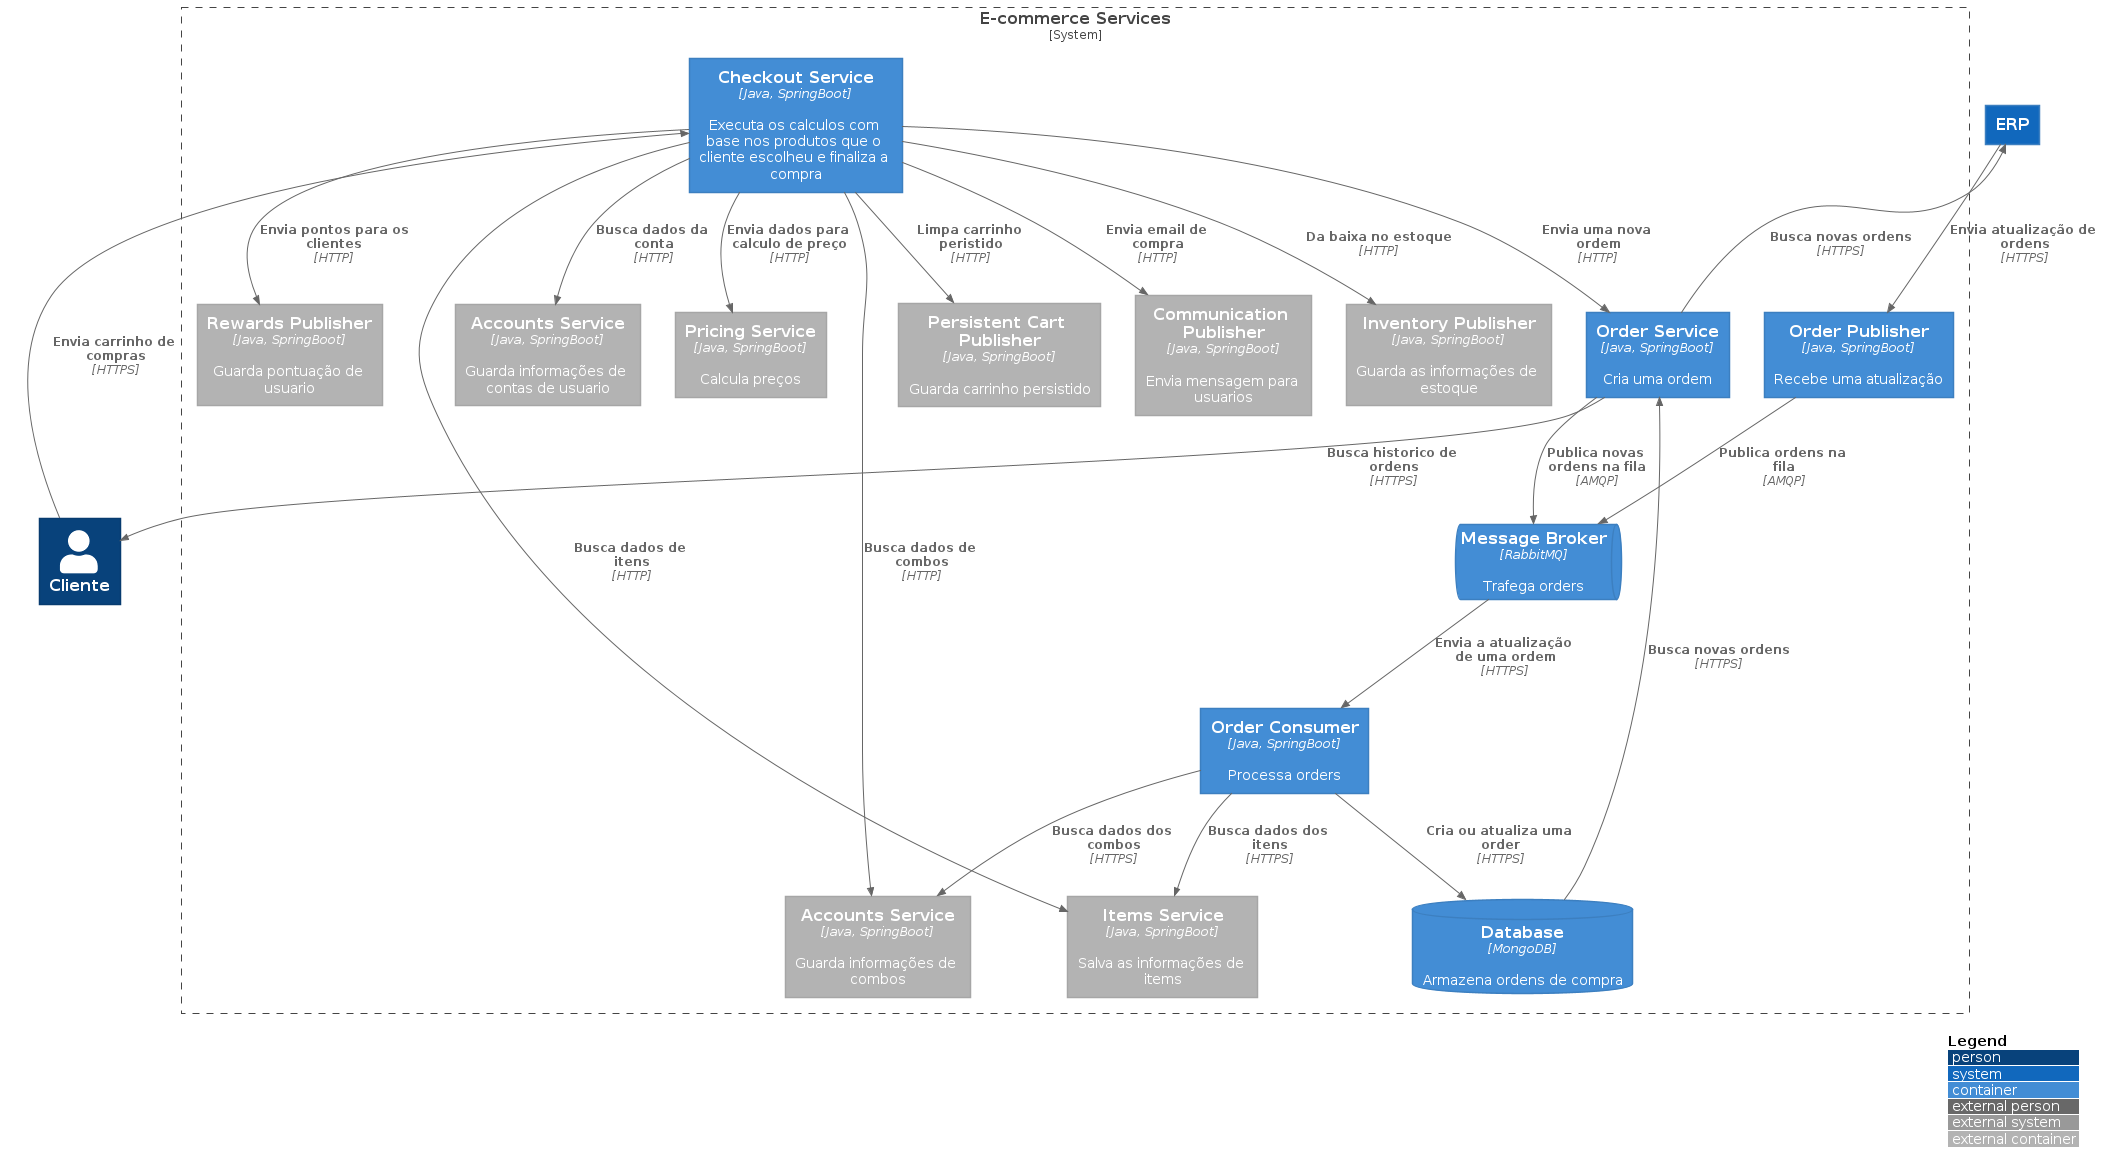 E-commerce Services
[System]
Checkout Service
[Java, SpringBoot]
Executa os calculos com
base nos produtos que o
cliente escolheu e finaliza a
compra
ERP
Envia pontos para os
clientes
[HTTP]
Busca dados da
conta
[HTTP]
Envia dados para
calculo de preço
[HTTP]
Limpa carrinho
peristido
[HTTP]
Envia email de
compra
[HTTP]
Da baixa no estoque
[HTTP]
Envia uma nova
ordem
[HTTP]
Busca novas ordens
[HTTPS]
Envia atualização de
ordens
[HTTPS]
Envia carrinho de
compras
[HTTPS]
Rewards Publisher
[Java, SpringBoot]
Guarda pontuação de
usuario
Accounts Service
[Java, SpringBoot]
Guarda informações de
contas de usuario
Pricing Service
[Java, SpringBoot]
Calcula preços
Persistent Cart
Publisher
[Java, SpringBoot]
Guarda carrinho persistido
Communication
Publisher
[Java, SpringBoot]
Envia mensagem para
usuarios
Inventory Publisher
[Java, SpringBoot]
Guarda as informações de
estoque
Order Service
[Java, SpringBoot]
Cria uma ordem
Order Publisher
[Java, SpringBoot]
Recebe uma atualização
Busca historico de
ordens
[HTTPS]
Publica novas
ordens na fila
[AMQP]
Publica ordens na
fila
[AMQP]
Cliente
Busca dados de
itens
[HTTP]
Busca dados de
combos
[HTTP]
Message Broker
[RabbitMQ]
Trafega orders
Envia a atualização
de uma ordem
[HTTPS]
Busca novas ordens
[HTTPS]
Order Consumer
[Java, SpringBoot]
Processa orders
Busca dados dos
combos
[HTTPS]
Busca dados dos
itens
[HTTPS]
Cria ou atualiza uma
order
[HTTPS]
Accounts Service
[Java, SpringBoot]
Guarda informações de
combos
Items Service
[Java, SpringBoot]
Salva as informações de
items
Database
[MongoDB]
Armazena ordens de compra
Legend
person
system
container
external person
external system
external container